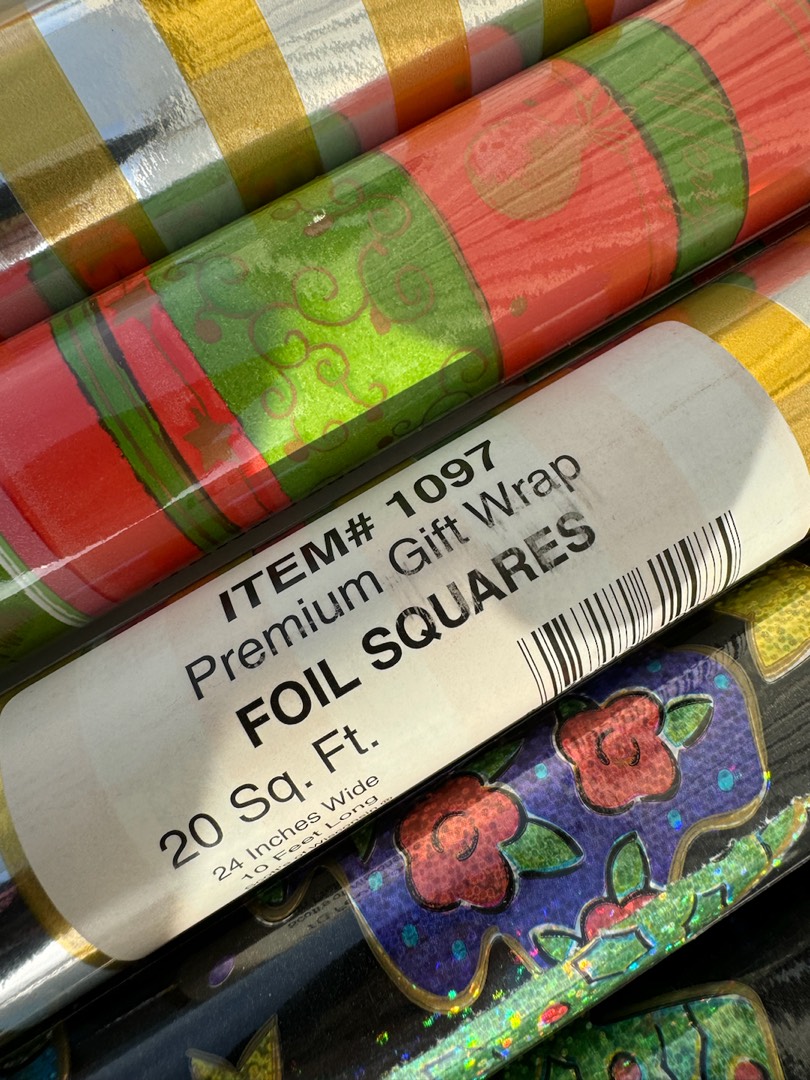 ITEM# 1097
Premium Gift Wrap
FOIL SQUARES
20 Sq. Ft.
24 Inches Wide
10 Feet Long